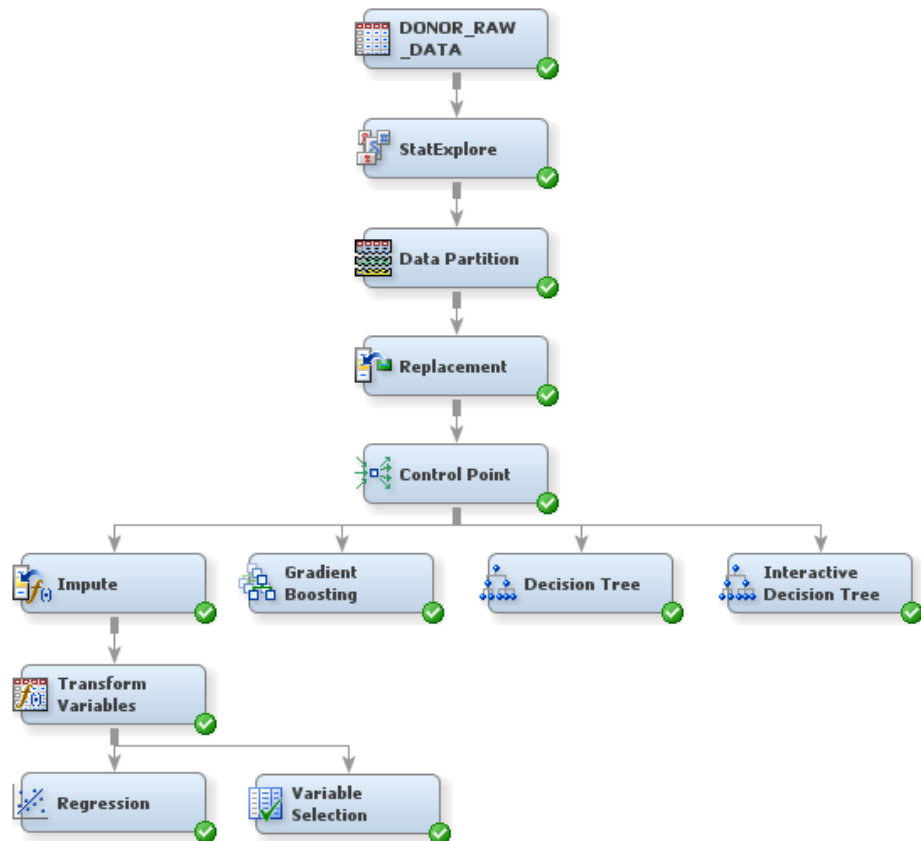 DONOR_RAW
_DATA
StatExplore
Data Partition
Replacement
Control Point
Impute
Gradient
Boosting
Decision Tree
Interactive
Decision Tree
Transform
Variables
Regression
Variable
Selection